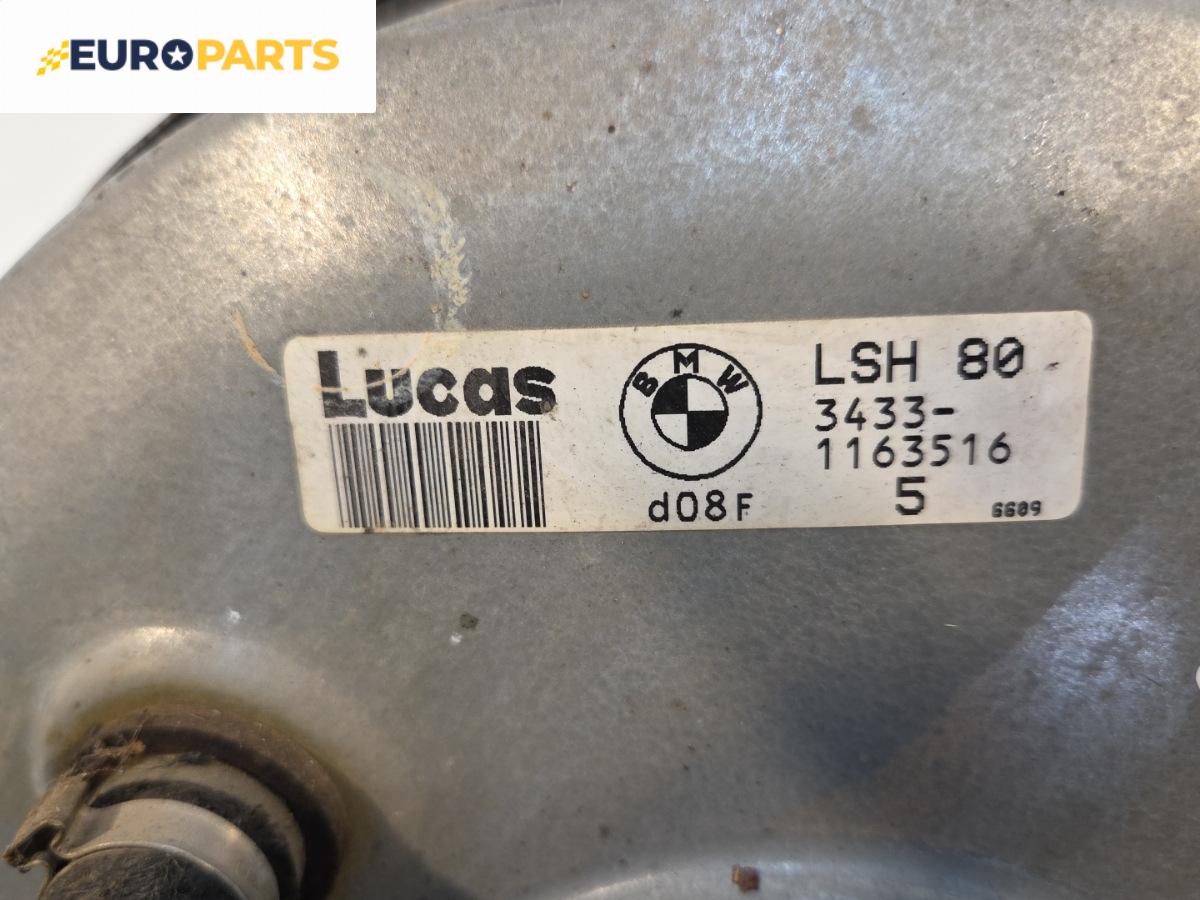 EUROPARTS
Lucas
BMW
d08F
LSH 80
3433-
1163516
5
6609